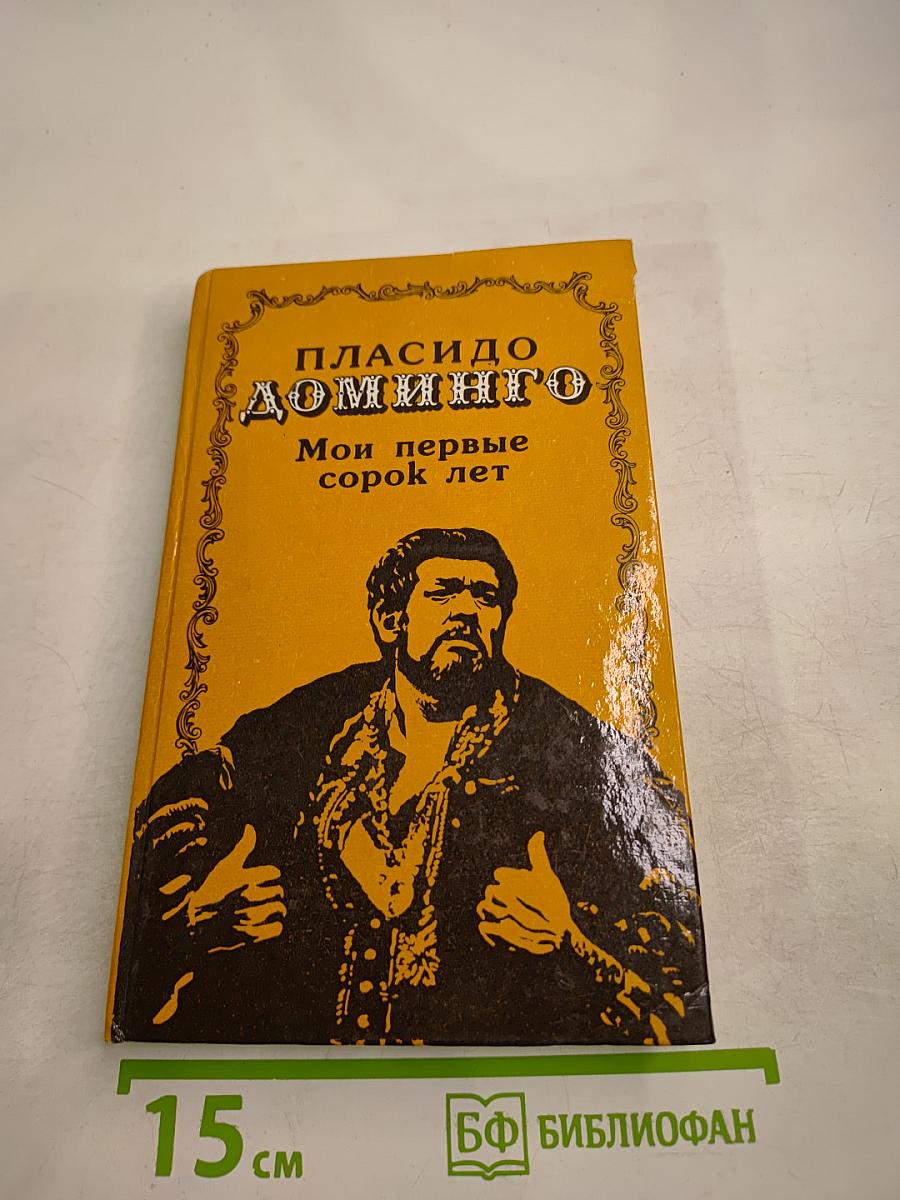 ПЛАСИДО
ДОМИНГО
Мои первые
сорок лет
15 см
БФ БИБЛИОФАН